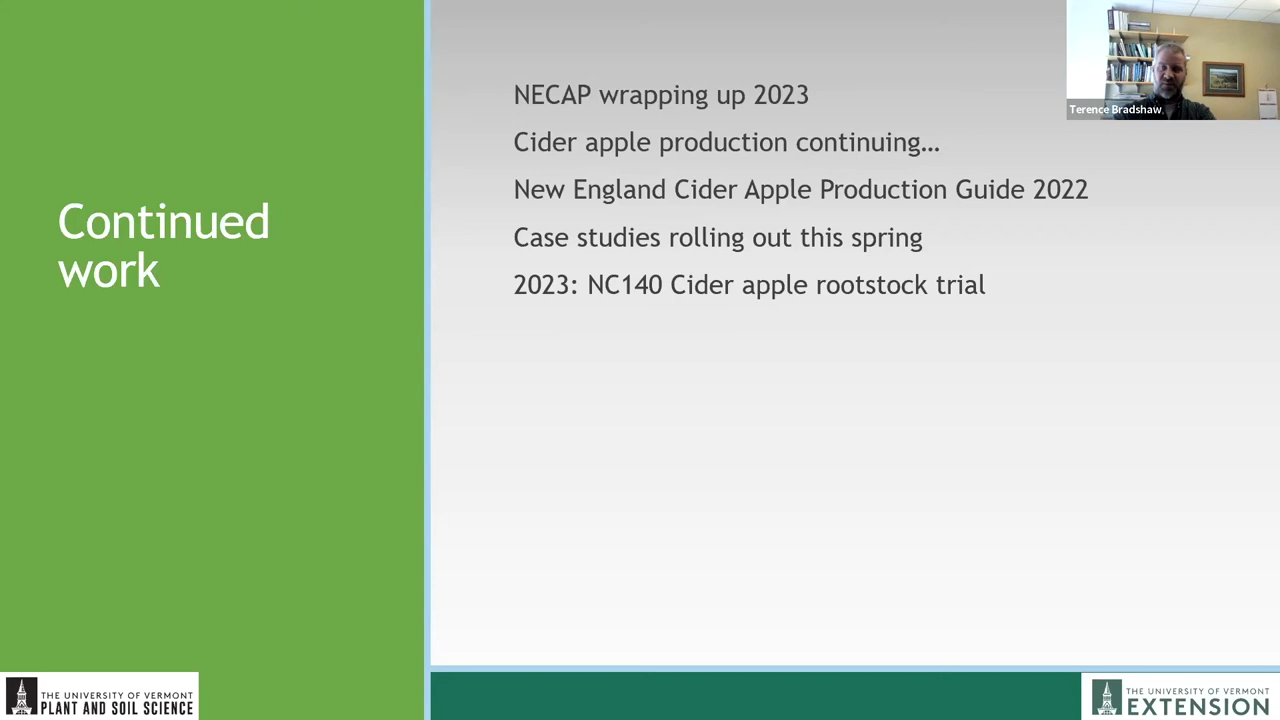 Continued
work
NECAP wrapping up 2023
Cider apple production continuing…
New England Cider Apple Production Guide 2022
Case studies rolling out this spring
2023: NC140 Cider apple rootstock trial
Terence Bradshaw
THE UNIVERSITY OF VERMONT
PLANT AND SOIL SCIENCE
THE UNIVERSITY OF VERMONT
EXTENSION